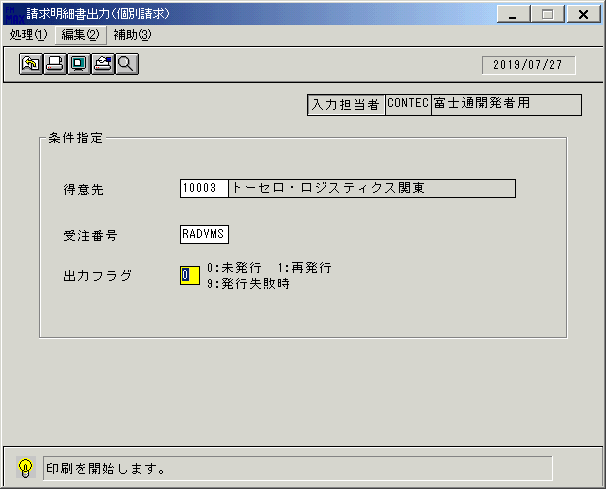 請求明細書出力(個別請求)
処理(1) 編集(2) 補助(3)
2019/07/27
入力担当者 CONTEC 富士通開発者用
条件指定
得意先 10003 トーセロ・ロジスティクス関東
受注番号 RADVMS
出力フラグ 0 0:未発行 1:再発行
9:発行失敗時
印刷を開始します。